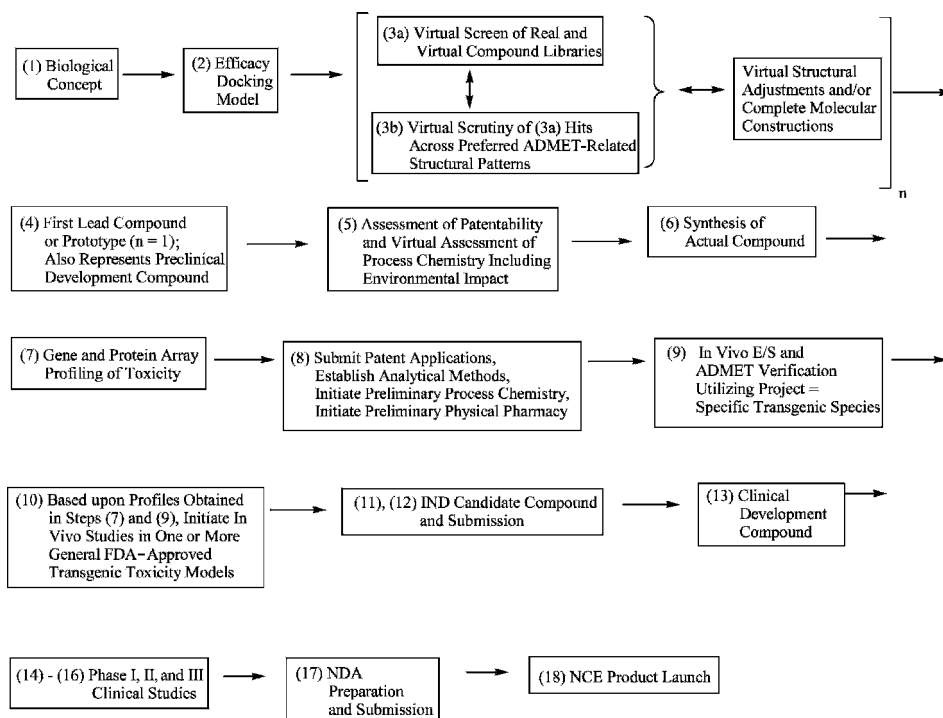 (1) Biological
Concept
(2) Efficacy
Docking
Model
(3a) Virtual Screen of Real and
Virtual Compound Libraries
(3b) Virtual Scrutiny of (3a) Hits
Across Preferred ADMET-Related
Structural Patterns
Virtual Structural
Adjustments and/or
Complete Molecular
Constructions
n
(4) First Lead Compound
or Prototype (n = 1);
Also Represents Preclinical
Development Compound
(5) Assessment of Patentability
and Virtual Assessment of
Process Chemistry Including
Environmental Impact
(6) Synthesis of
Actual Compound
(7) Gene and Protein Array
Profiling of Toxicity
(8) Submit Patent Applications,
Establish Analytical Methods,
Initiate Preliminary Process Chemistry,
Initiate Preliminary Physical Pharmacy
(9) In Vivo E/S and
ADMET Verification
Utilizing Project =
Specific Transgenic Species
(10) Based upon Profiles Obtained
in Steps (7) and (9), Initiate In
Vivo Studies in One or More
General FDA-Approved
Transgenic Toxicity Models
(11), (12) IND Candidate Compound
and Submission
(13) Clinical
Development
Compound
(14) - (16) Phase I, II, and III
Clinical Studies
(17) NDA
Preparation
and Submission
(18) NCE Product Launch